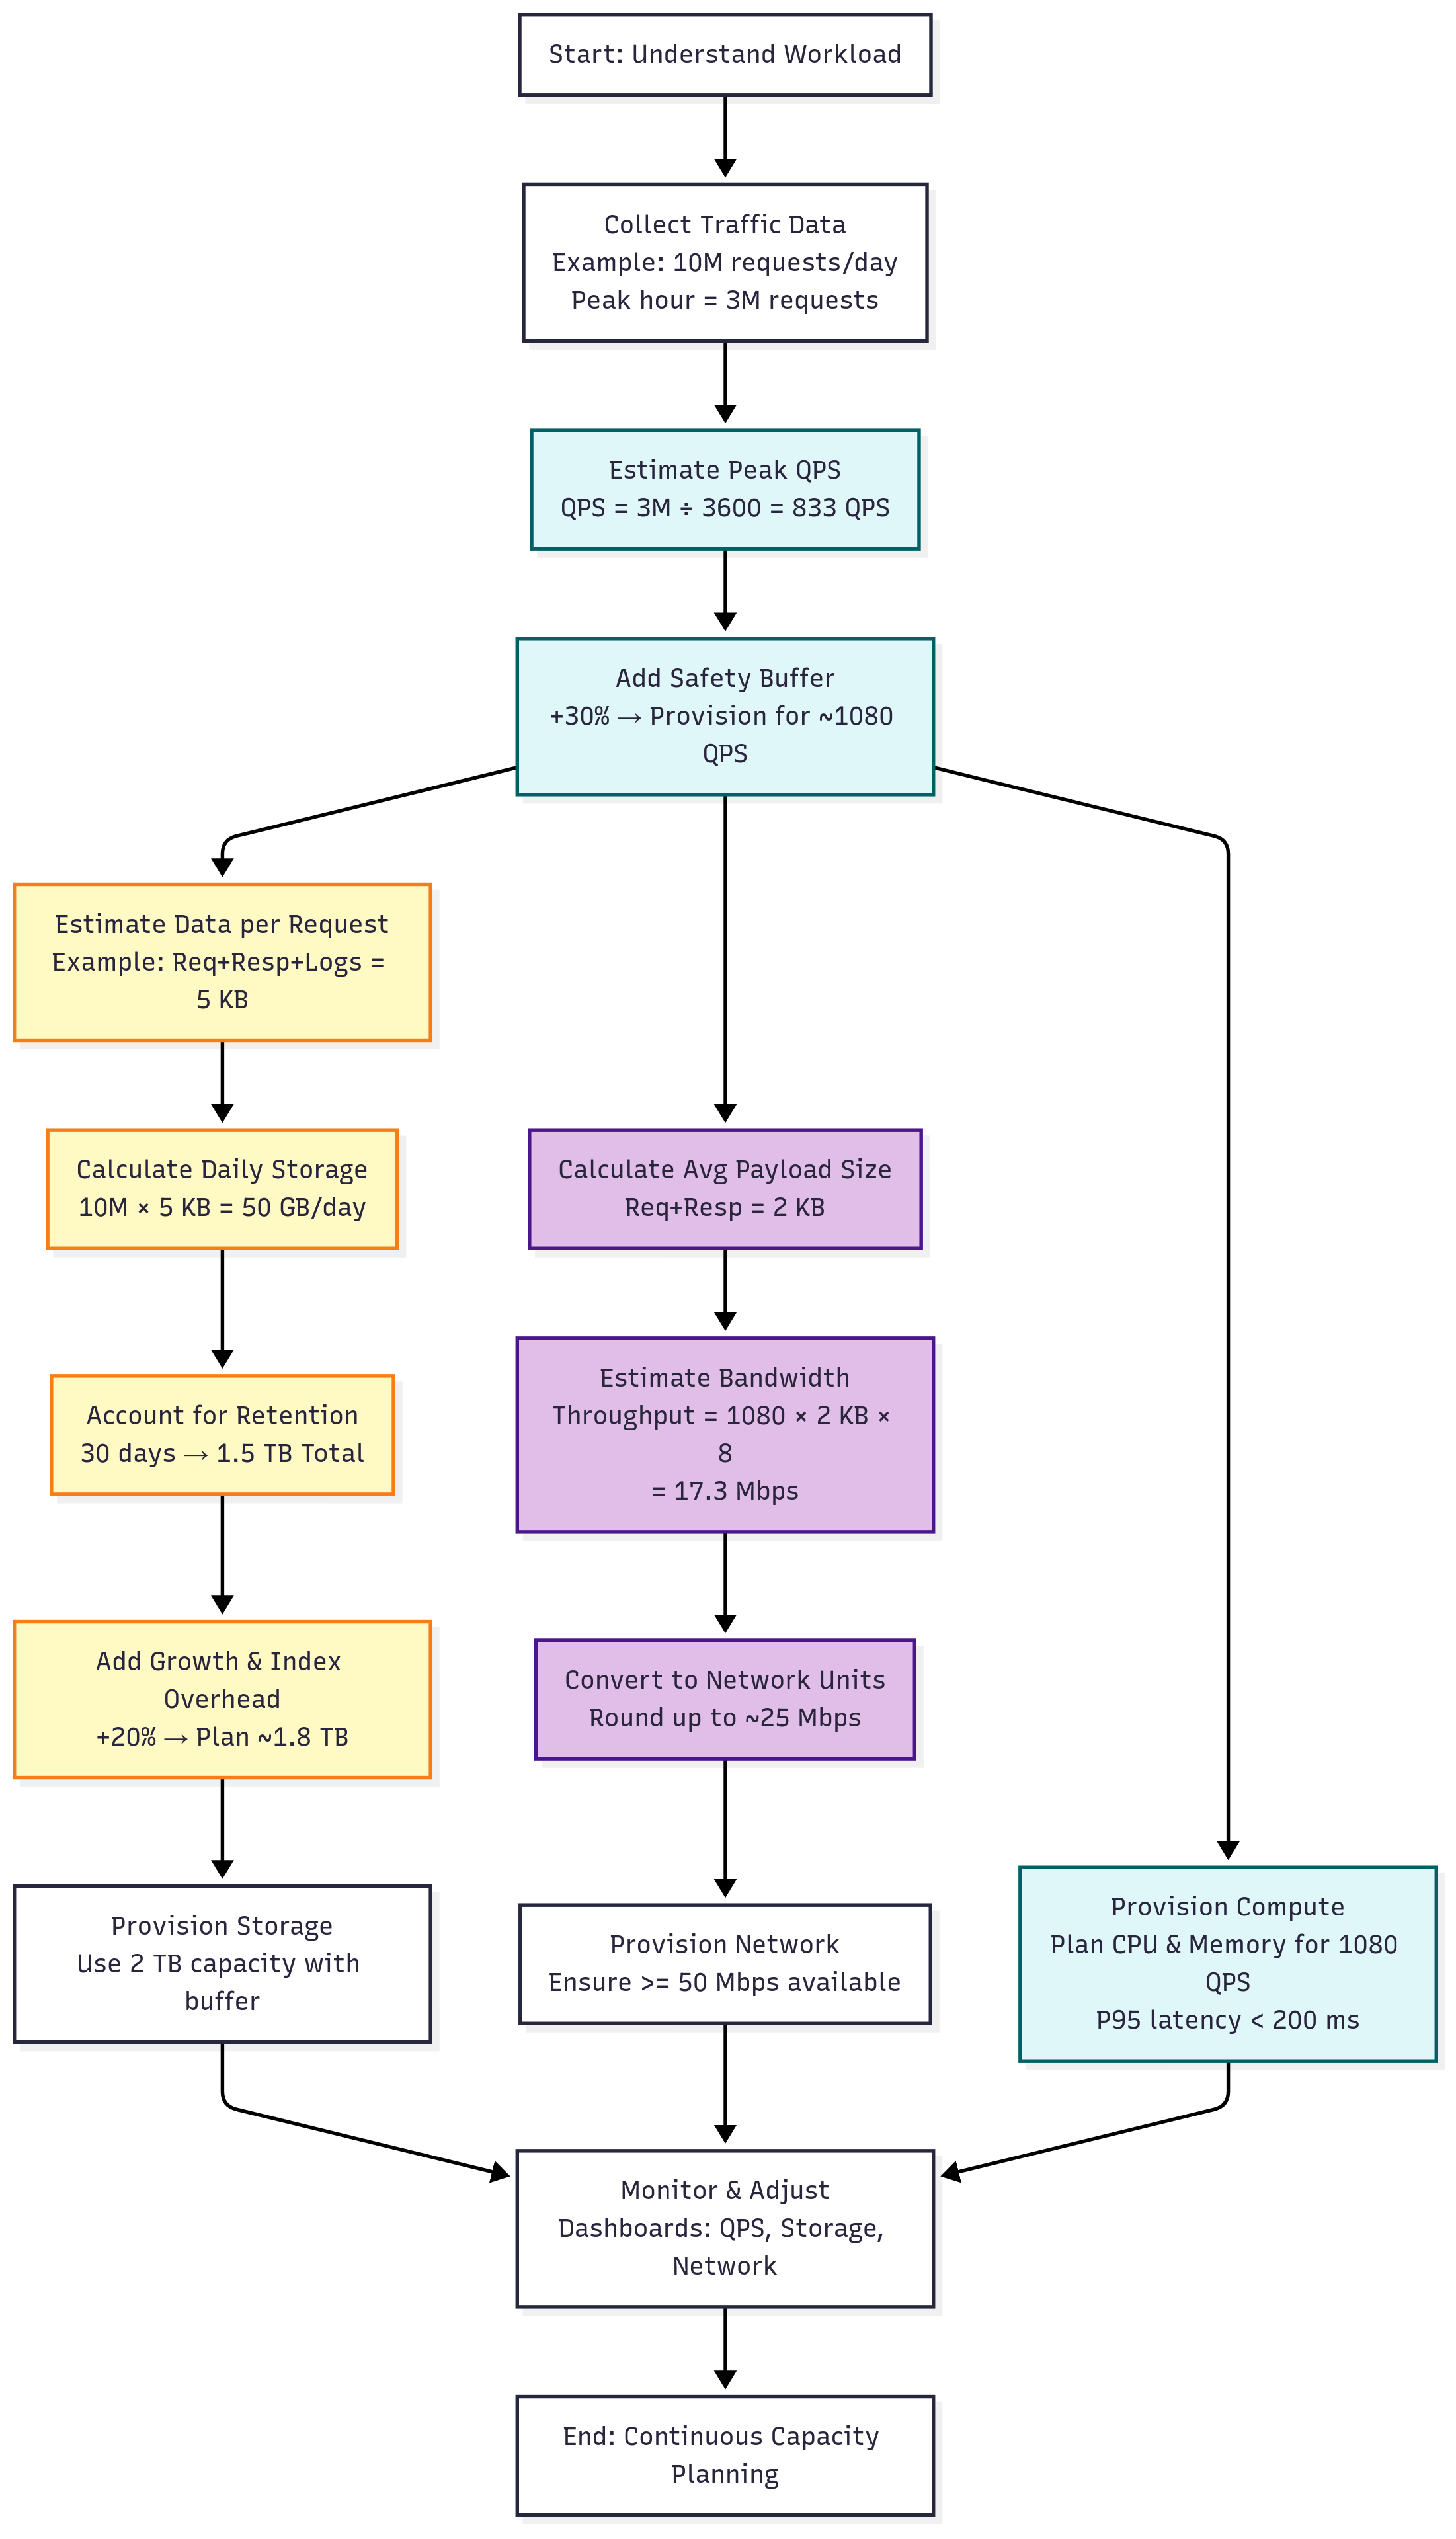 Start: Understand Workload
Collect Traffic Data
Example: 10M requests/day
Peak hour = 3M requests
Estimate Peak QPS
QPS = 3M ÷ 3600 = 833 QPS
Add Safety Buffer
+30% → Provision for ~1080
QPS
Estimate Data per Request
Example: Req+Resp+Logs =
5 KB
Calculate Daily Storage
10M × 5 KB = 50 GB/day
Account for Retention
30 days → 1.5 TB Total
Add Growth & Index
Overhead
+20% → Plan ~1.8 TB
Provision Storage
Use 2 TB capacity with
buffer
Calculate Avg Payload Size
Req+Resp = 2 KB
Estimate Bandwidth
Throughput = 1080 × 2 KB ×
8
= 17.3 Mbps
Convert to Network Units
Round up to ~25 Mbps
Provision Network
Ensure >= 50 Mbps available
Provision Compute
Plan CPU & Memory for 1080
QPS
P95 latency < 200 ms
Monitor & Adjust
Dashboards: QPS, Storage,
Network
End: Continuous Capacity
Planning